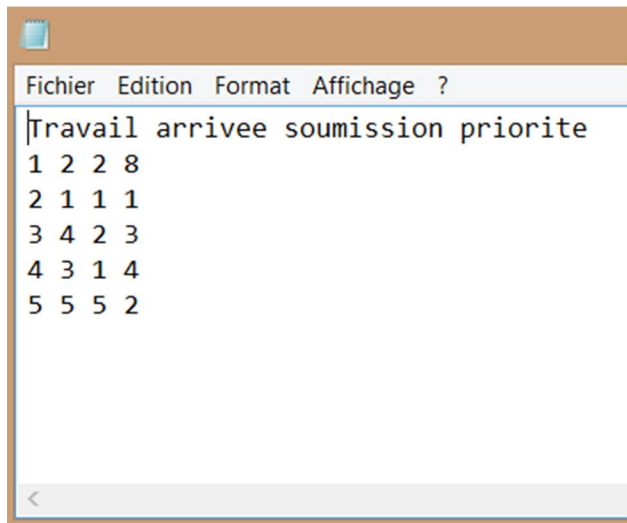 Fichier Edition Format Affichage ?
Travail arrivee soumission priorite
1 2 2 8
2 1 1 1
3 4 2 3
4 3 1 4
5 5 5 2